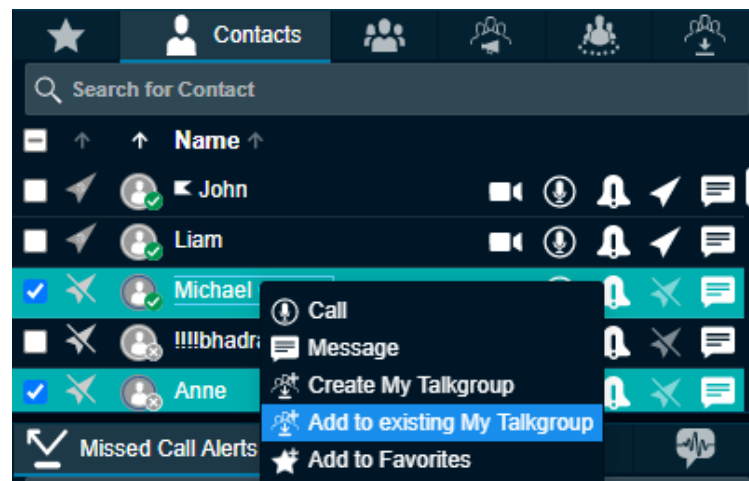 Contacts
Search for Contact
Name
John
Liam
Michael
!!!!bhadra
Anne
Call
Message
Create My Talkgroup
Add to existing My Talkgroup
Add to Favorites
Missed Call Alerts